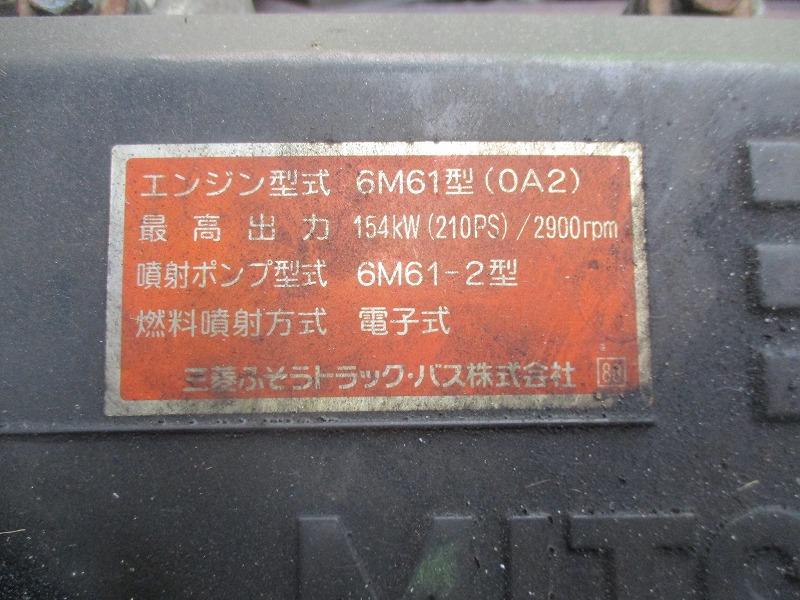 エンジン型式 6M61型(0A2)
最高出力 154kW(210PS)/2900rpm
噴射ポンプ型式 6M61-2型
燃料噴射方式 電子式
三菱ふそうトラック・バス株式会社
MITS